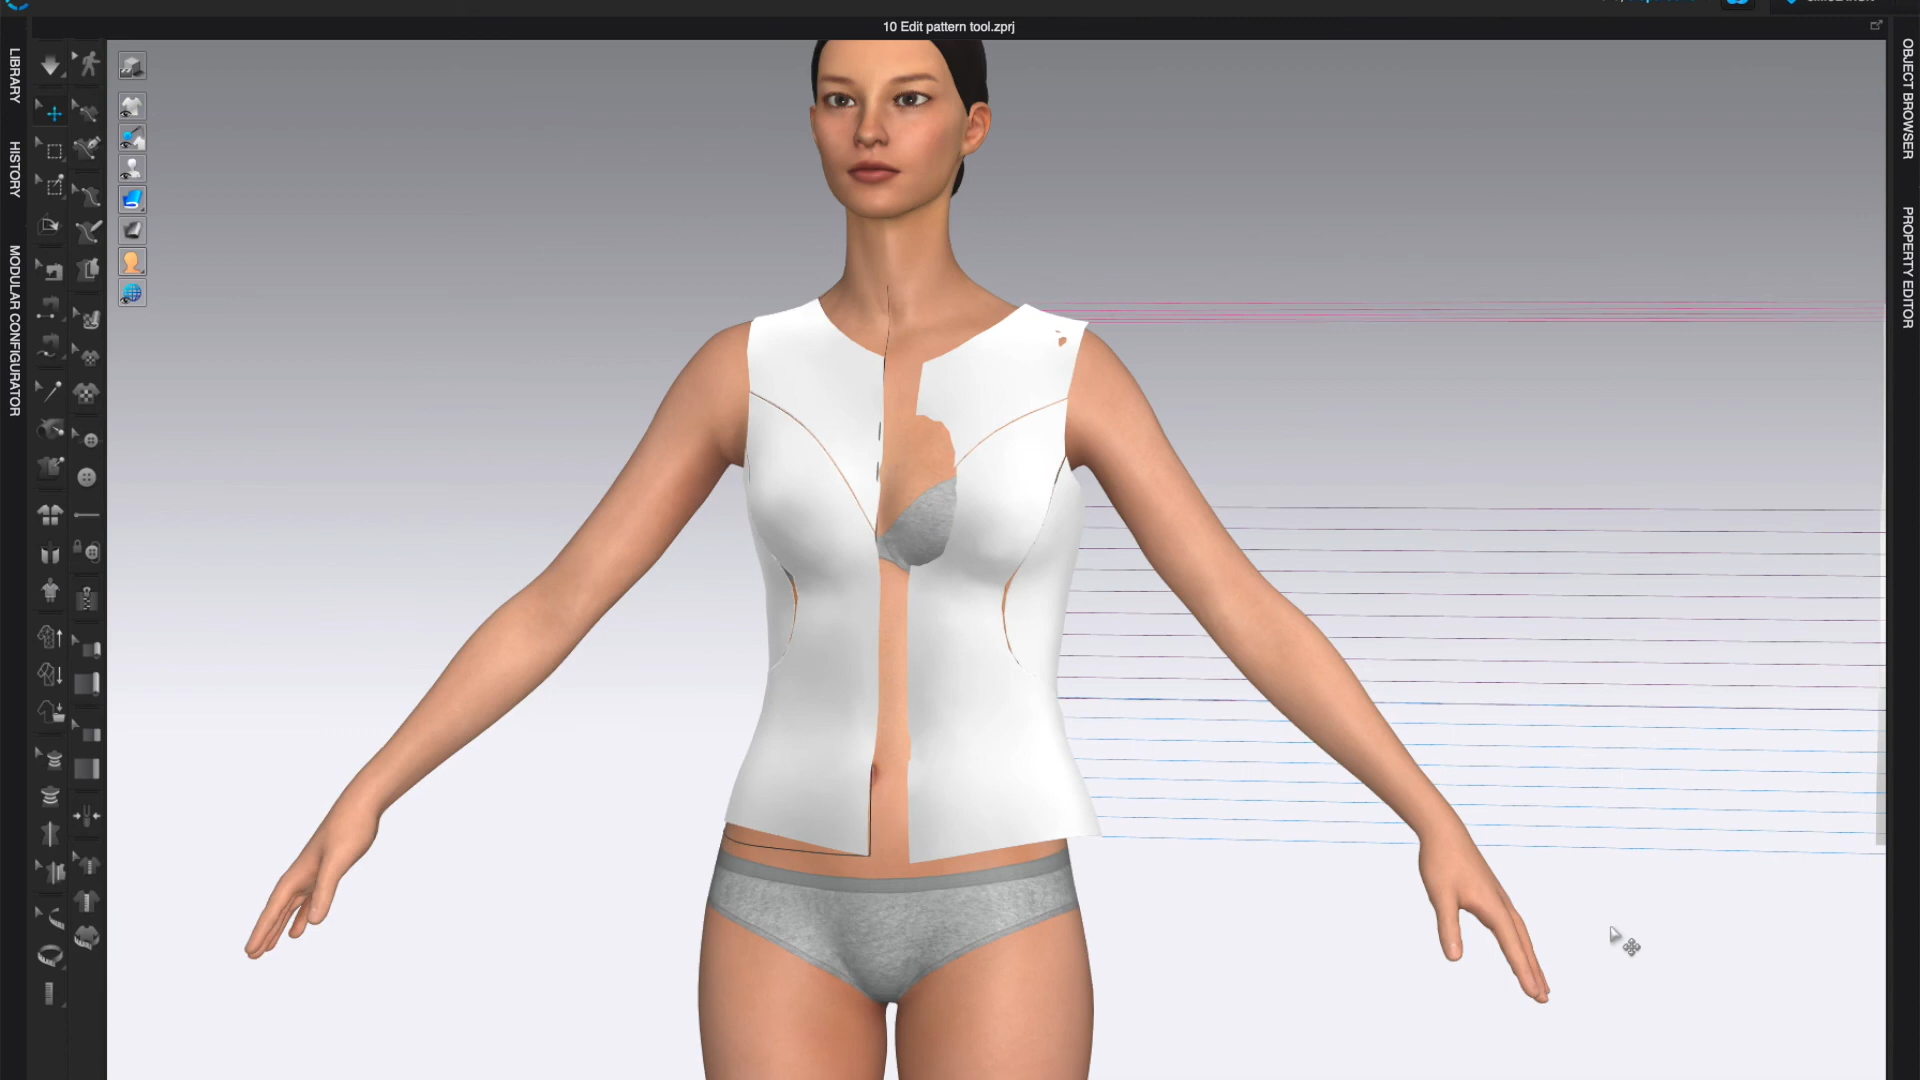 10 Edit pattern tool.zprj
LIBRARY
HISTORY
MODULAR CONFIGURATOR
OBJECT BROWSER
PROPERTY EDITOR